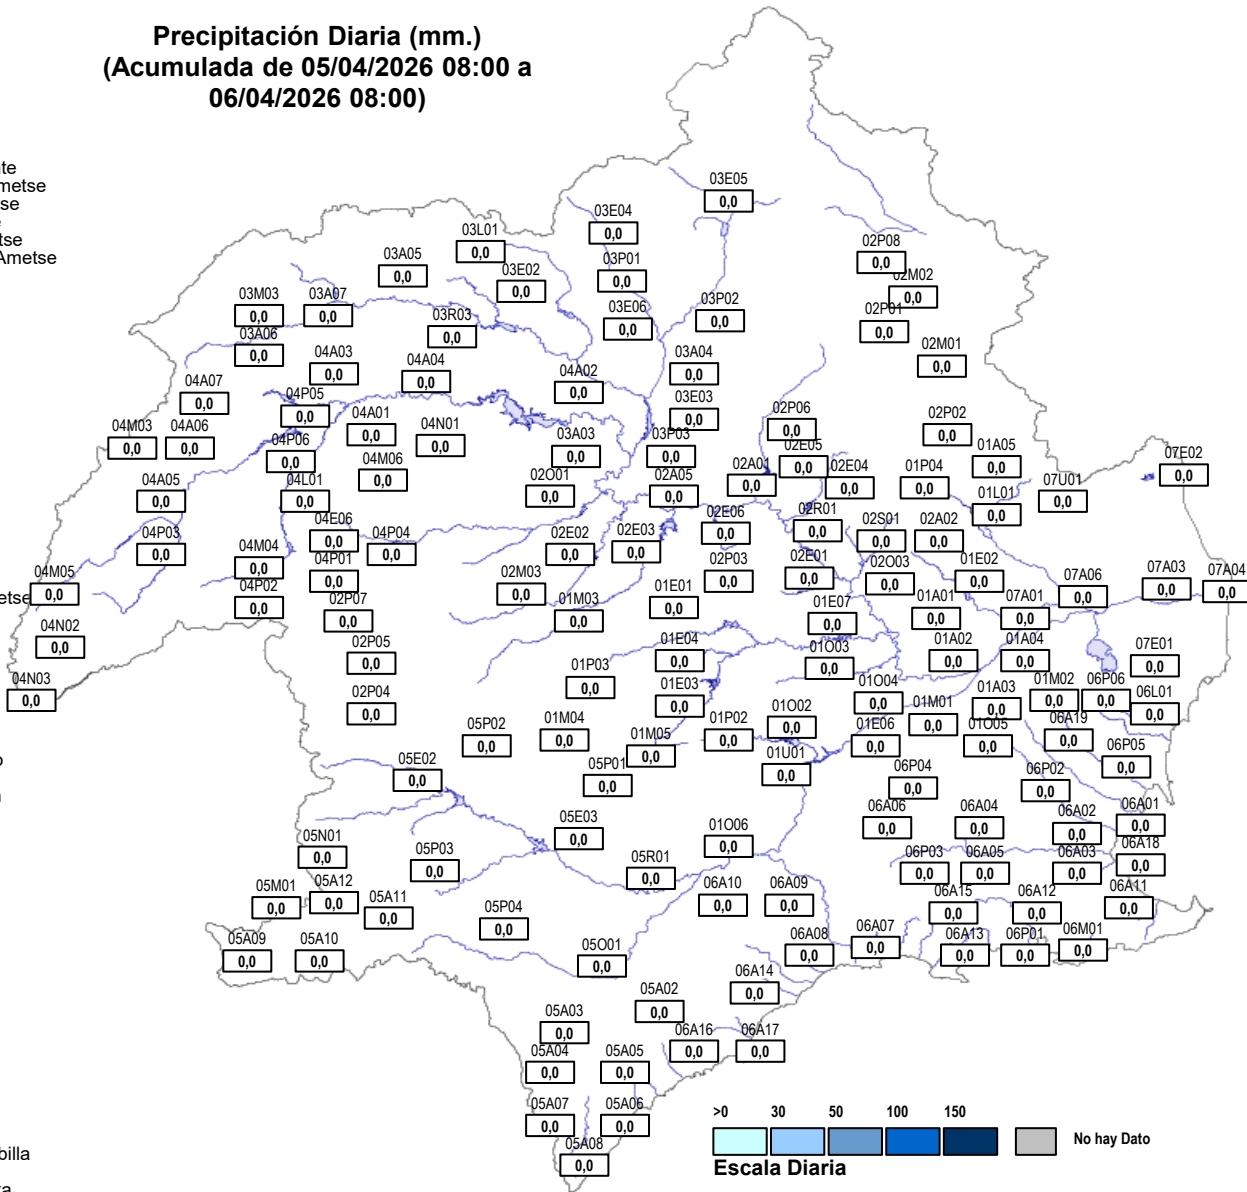 Precipitación Diaria (mm.)
(Acumulada de 05/04/2026 08:00 a
06/04/2026 08:00)
03E05
0,0
03E04
0,0
03L01
0,0
03A05
0,0
03E02
0,0
03P01
0,0
02P08
0,0
02M02
0,0
03M03
0,0
03A07
0,0
03R03
0,0
03E06
0,0
03P02
0,0
02P01
0,0
03A06
0,0
04A03
0,0
04A04
0,0
04A02
0,0
03A04
0,0
02M01
0,0
04A07
0,0
04P05
0,0
03E03
0,0
04M03
0,0
04A06
0,0
04A01
0,0
04N01
0,0
02P06
0,0
02P02
0,0
04P06
0,0
03A03
0,0
03P03
0,0
02E05
0,0
01A05
0,0
07E02
0,0
04M06
0,0
02O01
0,0
02A05
0,0
02A01
0,0
02E04
0,0
01P04
0,0
07U01
0,0
04A05
0,0
04L01
0,0
01L01
0,0
04E06
0,0
04P04
0,0
02E06
0,0
02R01
0,0
02S01
0,0
02A02
0,0
04P03
0,0
02E02
0,0
02E03
0,0
04M04
0,0
04P01
0,0
02P03
0,0
02E01
0,0
02O03
0,0
01E02
0,0
04M05
0,0
04P02
0,0
02M03
0,0
07A06
0,0
07A03
0,0
07A04
0,0
02P07
0,0
01M03
0,0
01E01
0,0
01E07
0,0
01A01
0,0
07A01
0,0
04N02
0,0
02P05
0,0
01E04
0,0
01O03
0,0
01A02
0,0
01A04
0,0
07E01
0,0
04N03
0,0
01P03
0,0
01E03
0,0
01O04
0,0
01A03
0,0
01M02
0,0
06P06
0,0
06L01
0,0
02P04
0,0
05P02
0,0
01M04
0,0
01P02
0,0
01O02
0,0
01M01
0,0
01E06
0,0
01O05
0,0
06A19
0,0
01M05
0,0
05E02
0,0
05P01
0,0
01U01
0,0
06P04
0,0
06P02
0,0
06P05
0,0
05E03
0,0
01O06
0,0
06A06
0,0
06A04
0,0
06A02
0,0
06A01
0,0
05N01
0,0
05P03
0,0
05R01
0,0
06P03
0,0
06A05
0,0
06A03
0,0
06A18
0,0
05M01
0,0
05A12
0,0
05A11
0,0
06A10
0,0
06A09
0,0
06A15
0,0
06A12
0,0
06A11
0,0
05P04
0,0
05A09
0,0
05A10
0,0
05O01
0,0
06A08
0,0
06A07
0,0
06A13
0,0
06P01
0,0
06M01
0,0
06A14
0,0
05A02
0,0
05A03
0,0
06A16
0,0
06A17
0,0
05A04
0,0
05A05
0,0
05A07
0,0
05A06
0,0
05A08
0,0
>0 30 50 100 150
No hay Dato
Escala Diaria